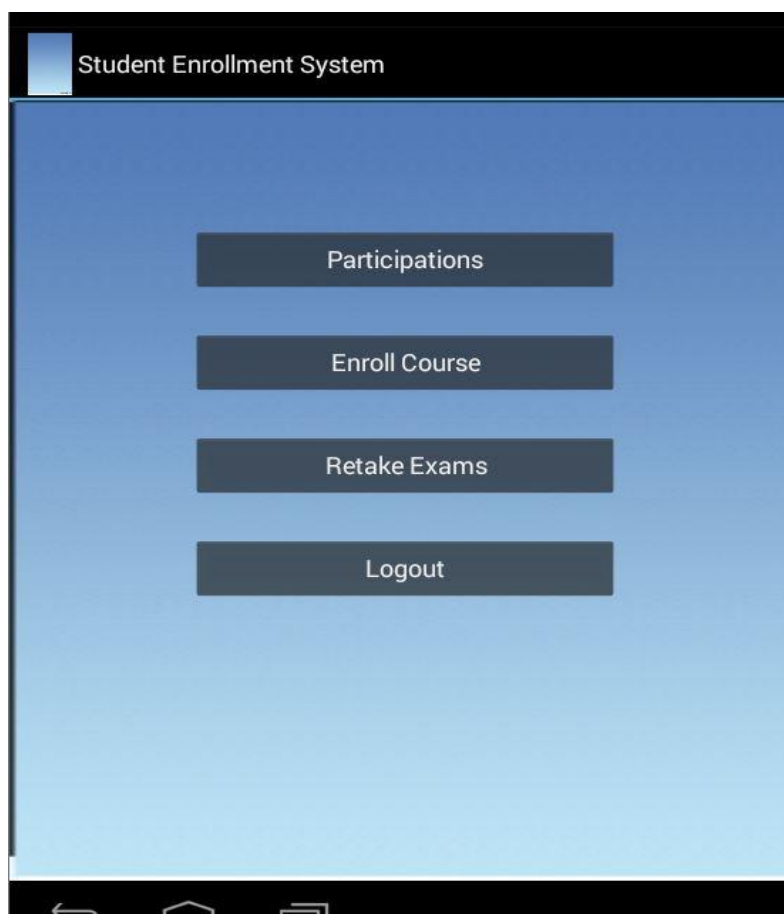 Student Enrollment System
Participations
Enroll Course
Retake Exams
Logout